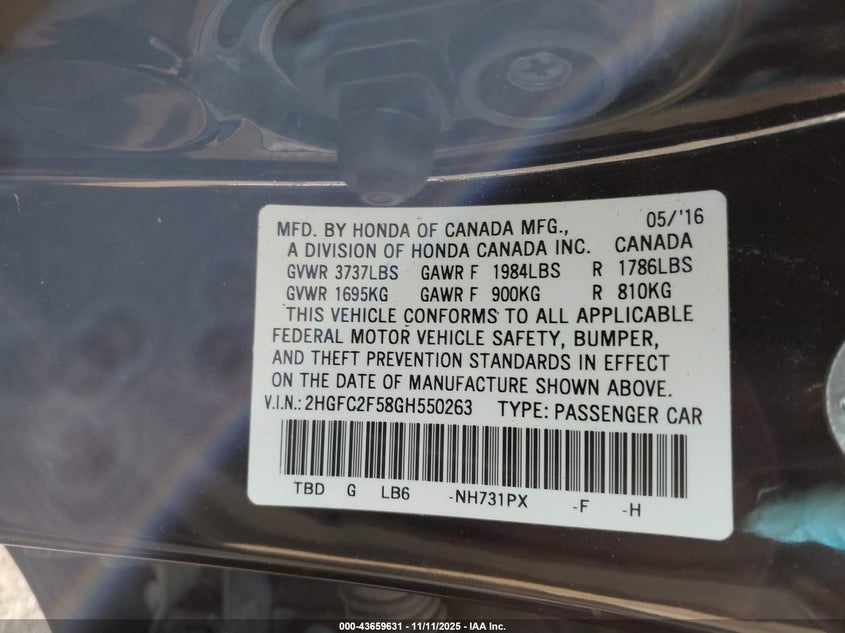 05/'16
MFD. BY HONDA OF CANADA MFG.,
A DIVISION OF HONDA CANADA INC. CANADA
GVWR 3737LBS GAWR F 1984LBS R 1786LBS
GVWR 1695KG GAWR F 900KG R 810KG
THIS VEHICLE CONFORMS TO ALL APPLICABLE
FEDERAL MOTOR VEHICLE SAFETY, BUMPER,
AND THEFT PREVENTION STANDARDS IN EFFECT
ON THE DATE OF MANUFACTURE SHOWN ABOVE.
V.I.N.: 2HGFC2F58GH550263 TYPE: PASSENGER CAR
TBD G LB6 -NH731PX -F -H
000-43659631 - 11/11/2025 - IAA Inc.